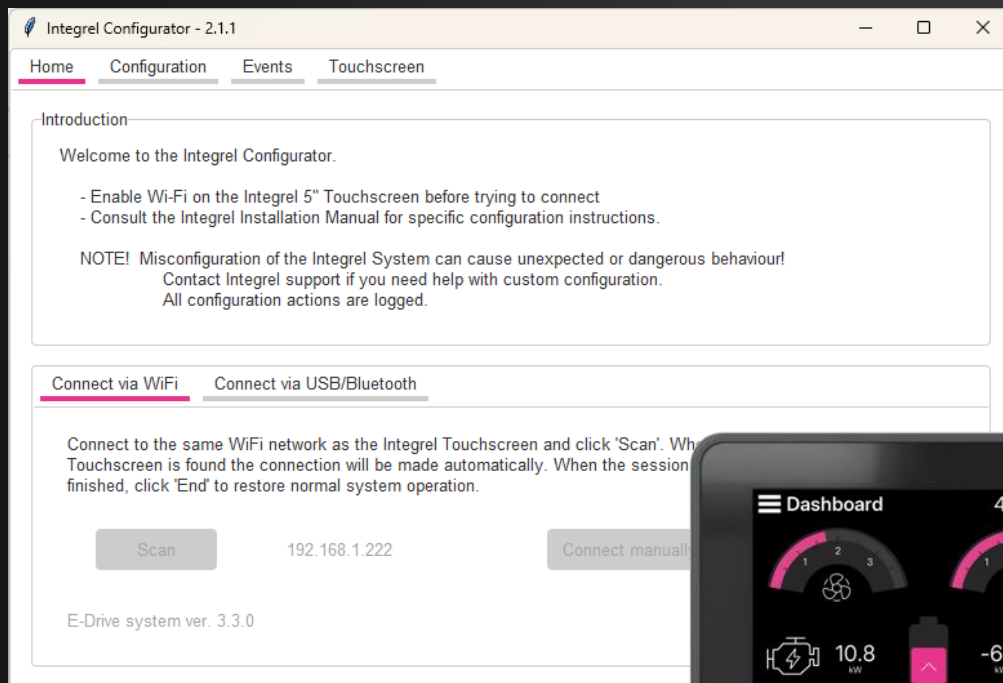 Integrel Configurator - 2.1.1
Home Configuration Events Touchscreen
Introduction
Welcome to the Integrel Configurator.
- Enable Wi-Fi on the Integrel 5" Touchscreen before trying to connect
- Consult the Integrel Installation Manual for specific configuration instructions.
NOTE! Misconfiguration of the Integrel System can cause unexpected or dangerous behaviour!
Contact Integrel support if you need help with custom configuration.
All configuration actions are logged.
Connect via WiFi Connect via USB/Bluetooth
Connect to the same WiFi network as the Integrel Touchscreen and click 'Scan'.
Touchscreen is found the connection will be made automatically. When the session
finished, click 'End' to restore normal system operation.
Scan 192.168.1.222 Connect manuall
E-Drive system ver. 3.3.0
Dashboard 4
1 2 3 1
10.8 -6
kW